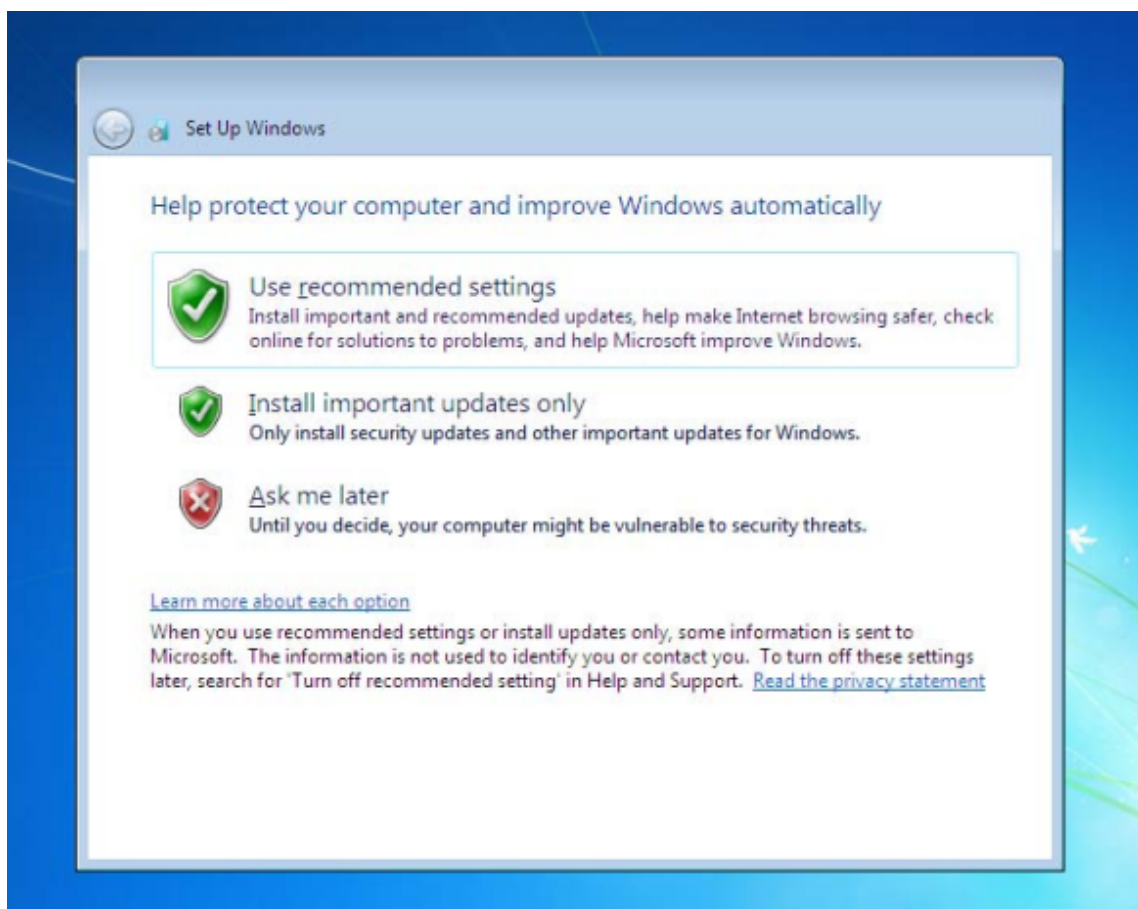 Set Up Windows
Help protect your computer and improve Windows automatically
Use recommended settings
Install important and recommended updates, help make Internet browsing safer, check
online for solutions to problems, and help Microsoft improve Windows.
Install important updates only
Only install security updates and other important updates for Windows.
Ask me later
Until you decide, your computer might be vulnerable to security threats.
Learn more about each option
When you use recommended settings or install updates only, some information is sent to
Microsoft. The information is not used to identify you or contact you. To turn off these settings
later, search for 'Turn off recommended setting' in Help and Support. Read the privacy statement